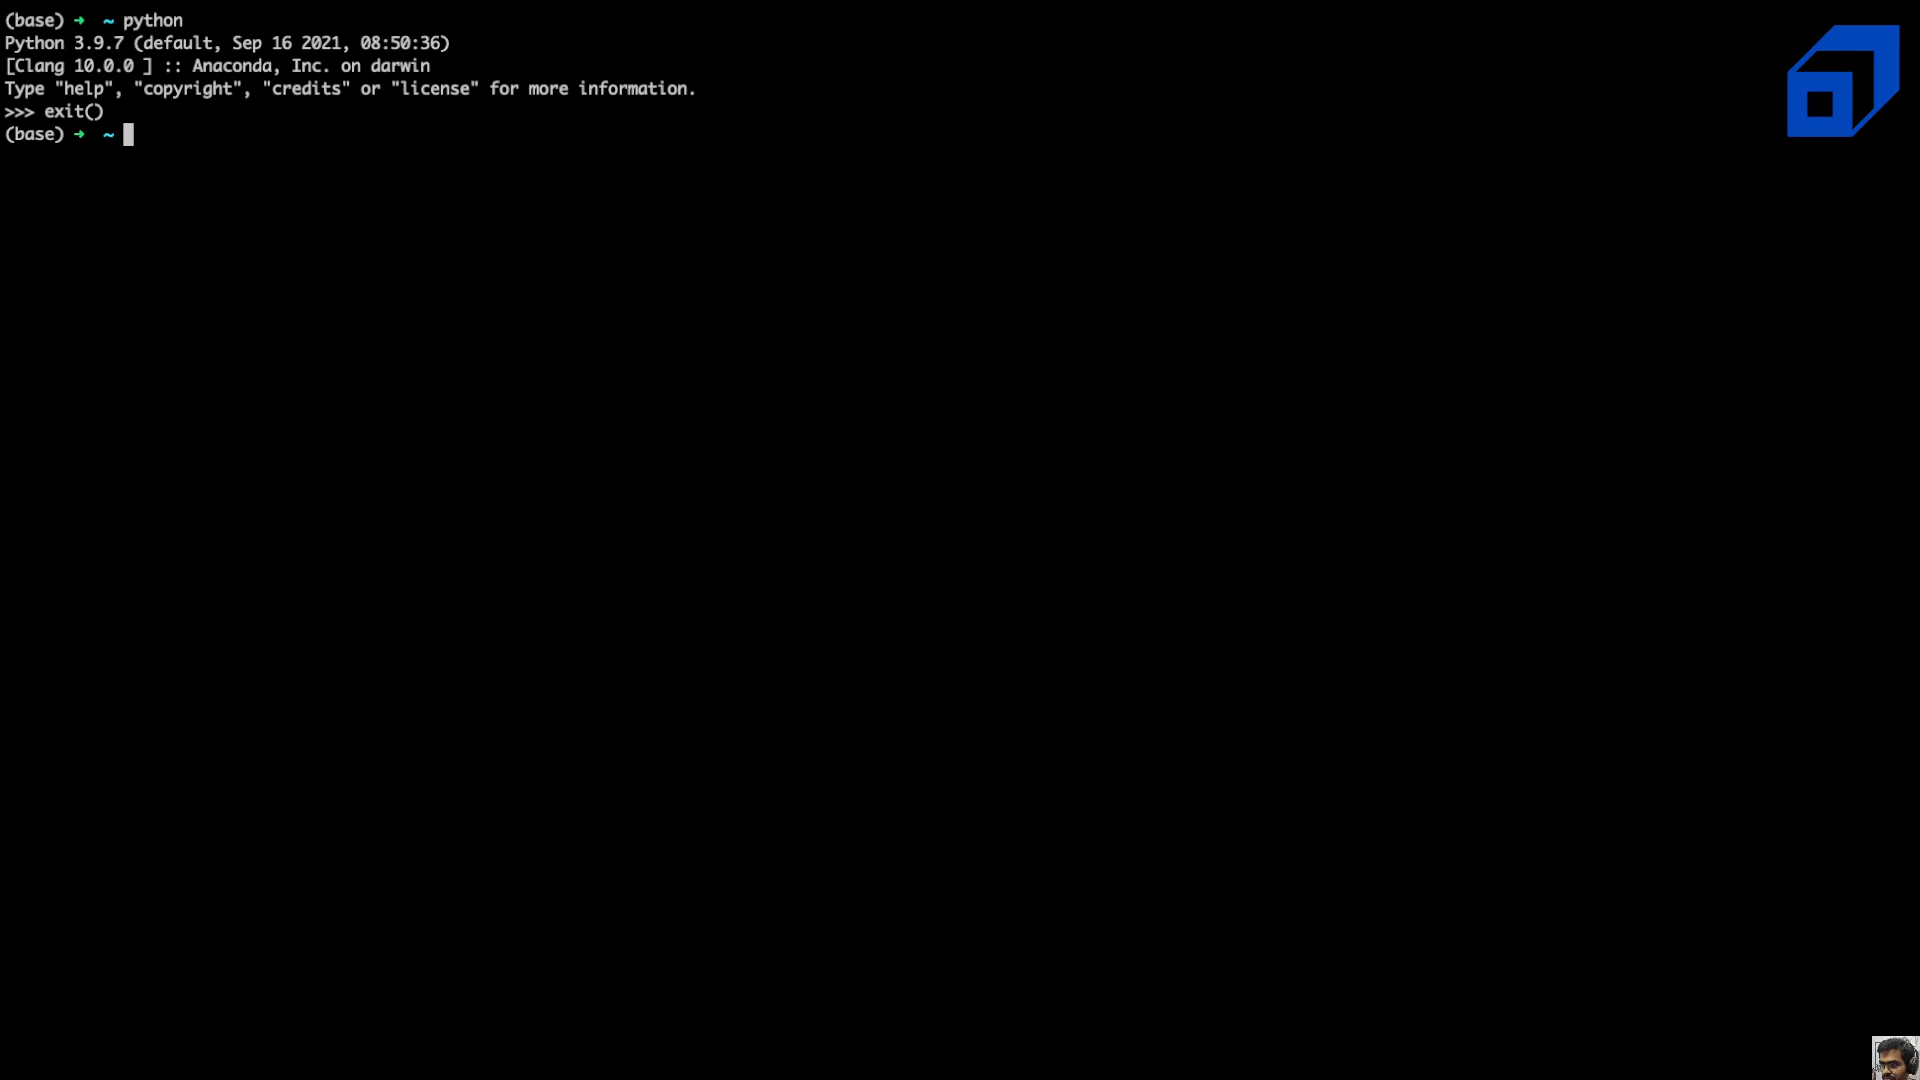 (base) ➜  ~ python
Python 3.9.7 (default, Sep 16 2021, 08:50:36)
[Clang 10.0.0 ] :: Anaconda, Inc. on darwin
Type "help", "copyright", "credits" or "license" for more information.
>>> exit()
(base) ➜  ~